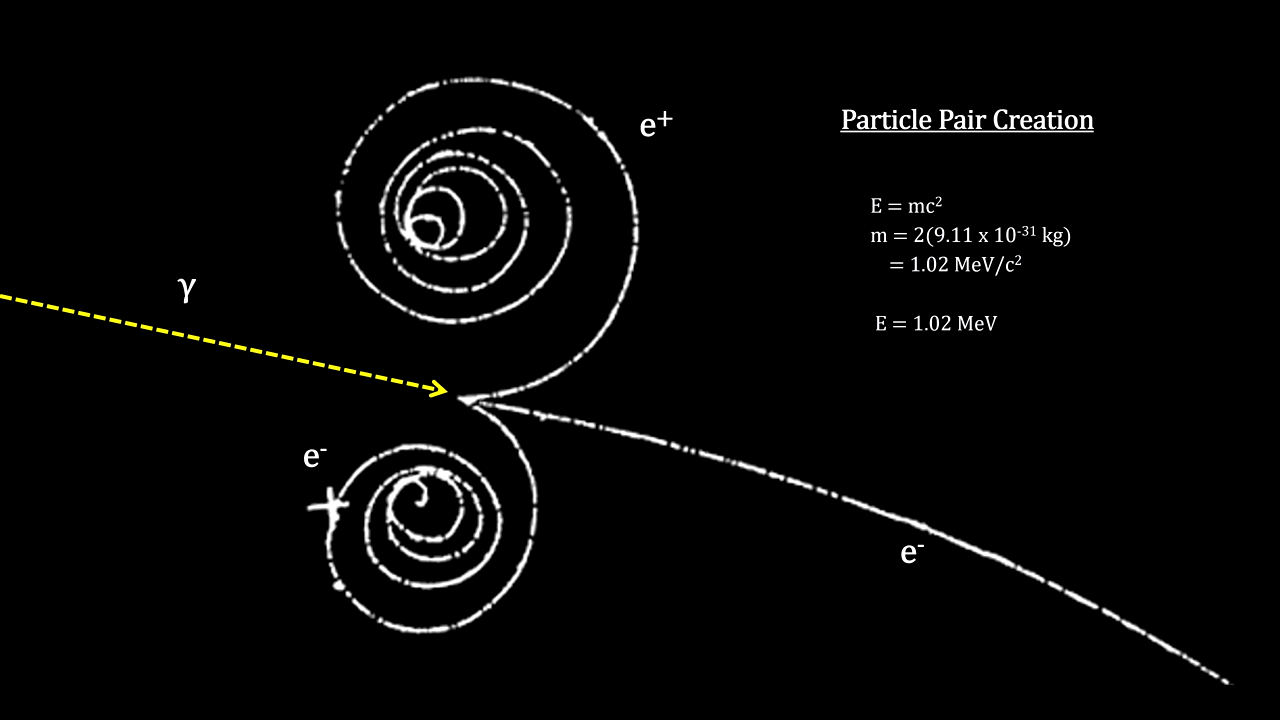 Particle Pair Creation
e⁺
E = mc²
m = 2(9.11 x 10⁻³¹ kg)
= 1.02 MeV/c²
γ
E = 1.02 MeV
e⁻
e⁻